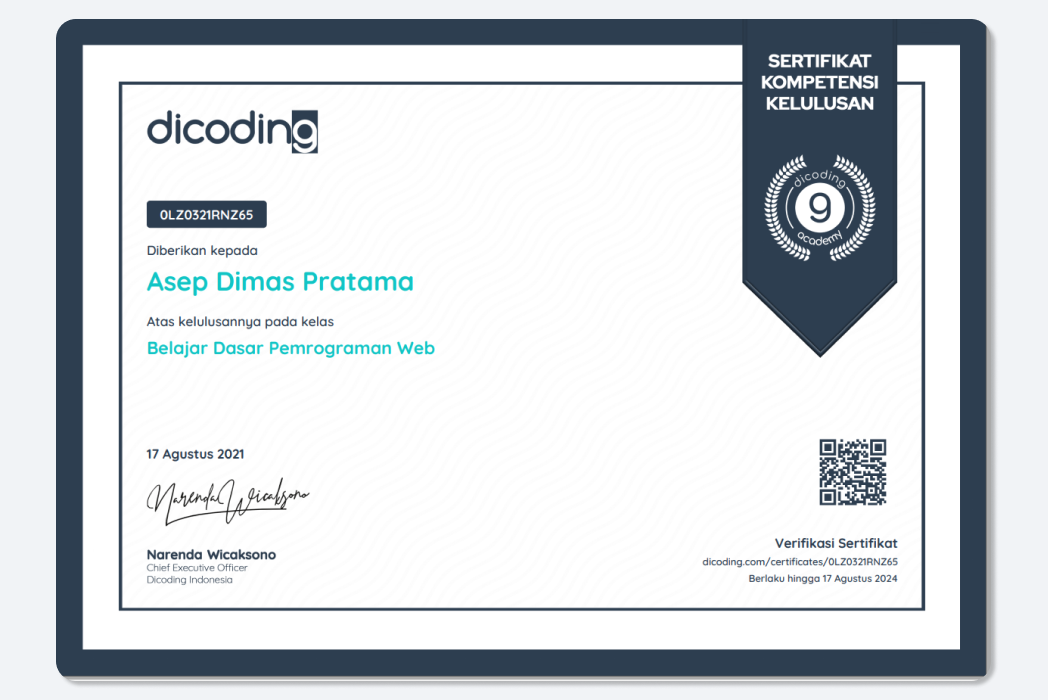 SERTIFIKAT
KOMPETENSI
KELULUSAN
dicoding
dicoding
9
academy
0LZ0321RNZ65
Diberikan kepada
Asep Dimas Pratama
Atas kelulusannya pada kelas
Belajar Dasar Pemrograman Web
17 Agustus 2021
Narenda Wicaksono
Narenda Wicaksono
Chief Executive Officer
Dicoding Indonesia
Verifikasi Sertifikat
dicoding.com/certificates/0LZ0321RNZ65
Berlaku hingga 17 Agustus 2024